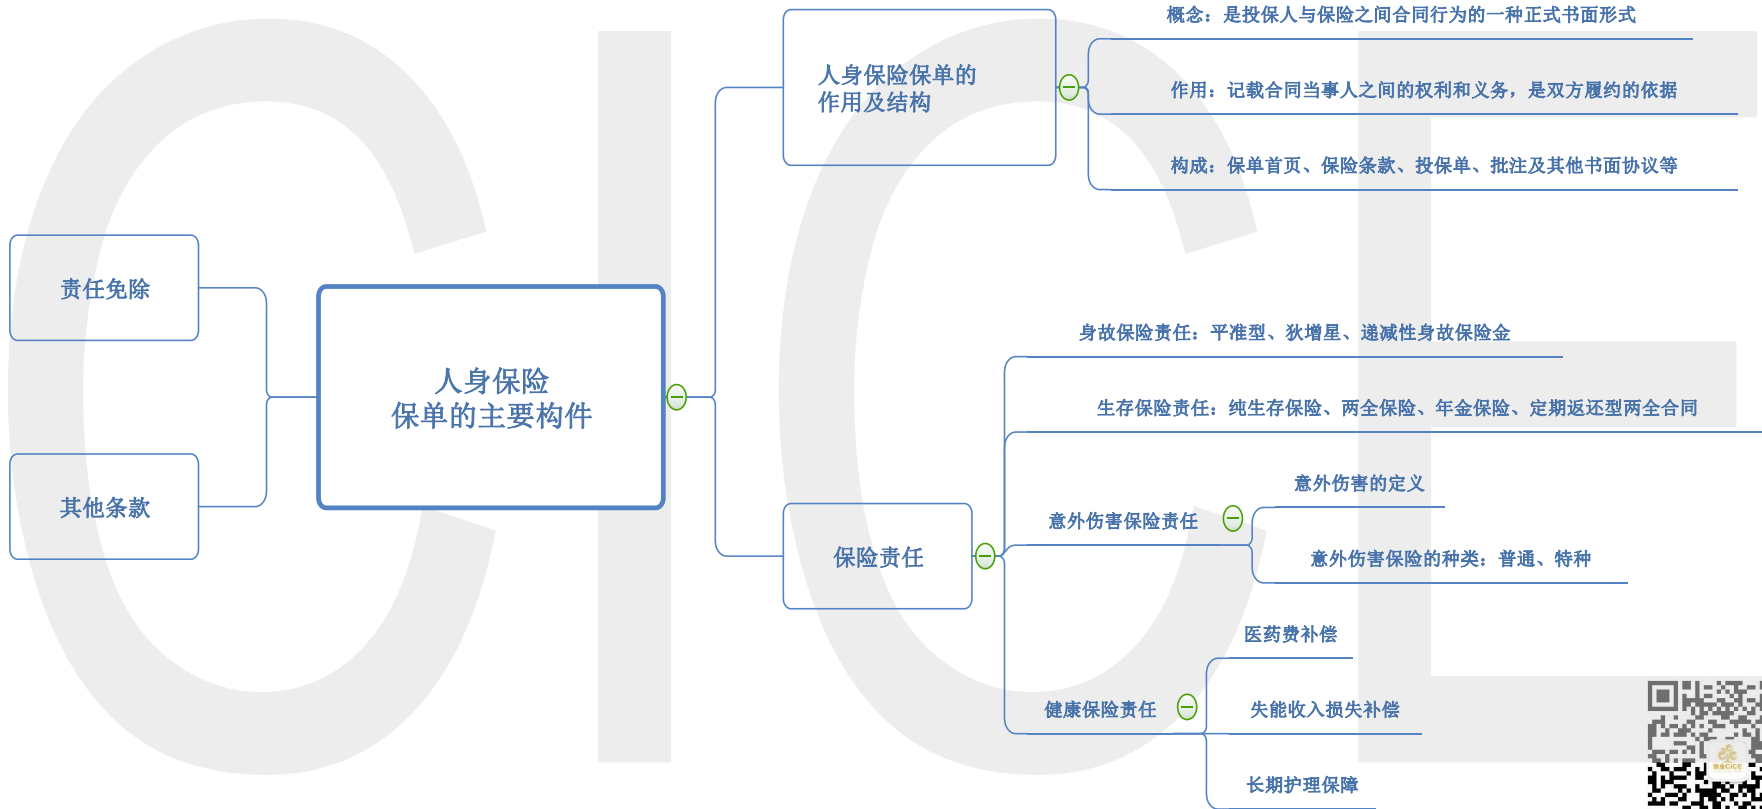 人身保险
保单的主要构件
人身保险保单的
作用及结构
概念：是投保人与保险之间合同行为的一种正式书面形式
作用：记载合同当事人之间的权利和义务，是双方履约的依据
构成：保单首页、保险条款、投保单、批注及其他书面协议等
保险责任
身故保险责任：平准型、狄增星、递减性身故保险金
生存保险责任：纯生存保险、两全保险、年金保险、定期返还型两全合同
意外伤害保险责任
意外伤害的定义
意外伤害保险的种类：普通、特种
健康保险责任
医药费补偿
失能收入损失补偿
长期护理保障
责任免除
其他条款
CICE
保金CICE